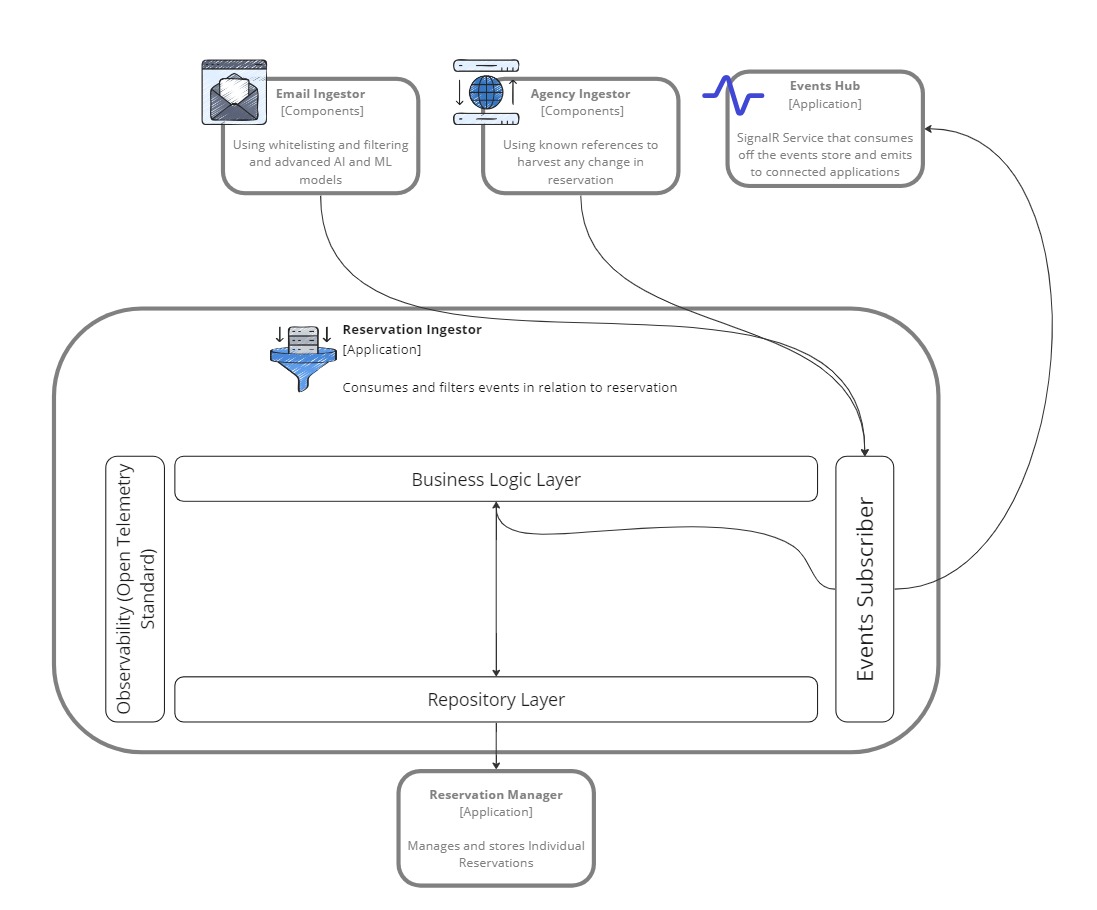 Email Ingestor
[Components]
Using whitelisting and filtering
and advanced AI and ML
models
Agency Ingestor
[Components]
Using known references to
harvest any change in
reservation
Events Hub
[Application]
SignalR Service that consumes
off the events store and emits
to connected applications
Reservation Ingestor
[Application]
Consumes and filters events in relation to reservation
Observability (Open Telemetry
Standard)
Business Logic Layer
Events Subscriber
Repository Layer
Reservation Manager
[Application]
Manages and stores Individual
Reservations